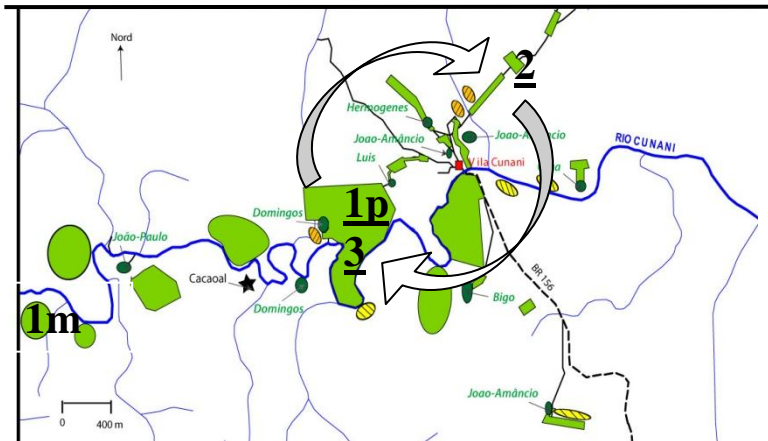 Nord
2
Hermogenes
Joao-Amâncio
Joao-Amâncio
Luis
Vila Cunani
RIO CUNANI
1p
Domingos
João-Paulo
3
Cacaoal
BR 156
Domingos
Bigo
1m
Joao-Amâncio
0 400 m